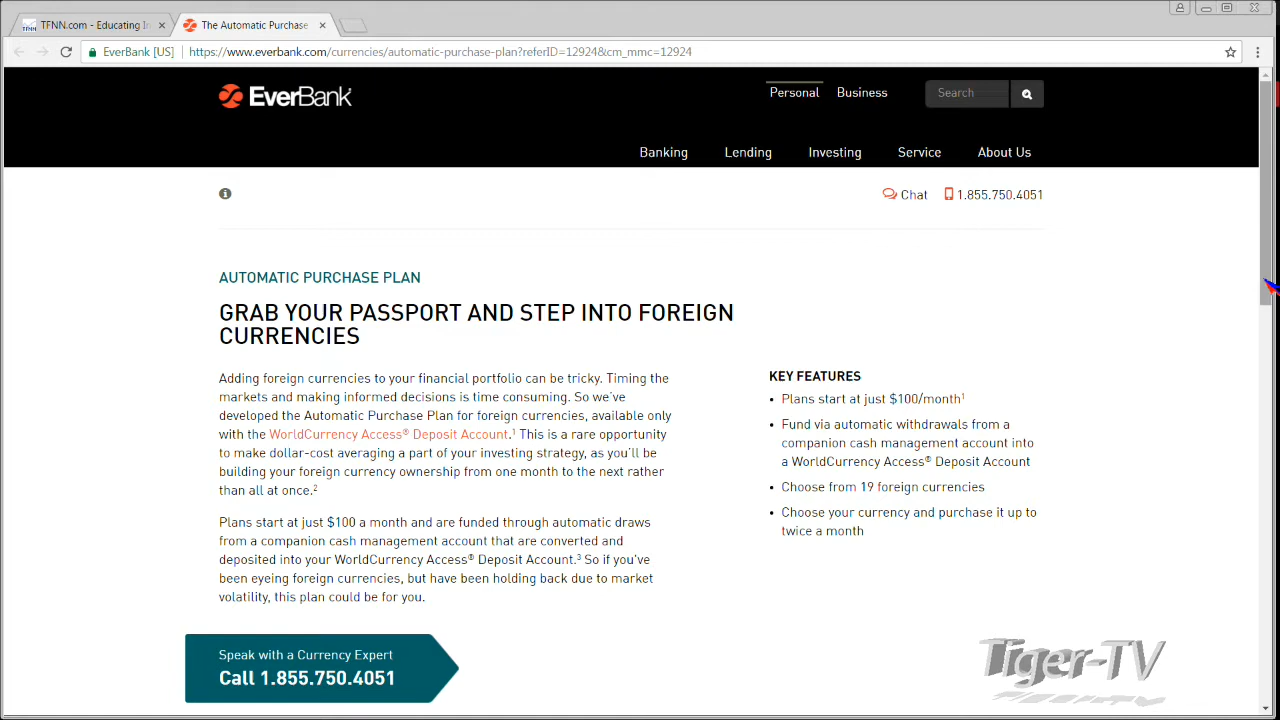 TFNN.com - Educating In
The Automatic Purchase
EverBank [US]
https://www.everbank.com/currencies/automatic-purchase-plan?referID=12924&cm_mmc=12924
EverBank
Personal
Business
Search
Banking
Lending
Investing
Service
About Us
Chat
1.855.750.4051
AUTOMATIC PURCHASE PLAN
GRAB YOUR PASSPORT AND STEP INTO FOREIGN
CURRENCIES
Adding foreign currencies to your financial portfolio can be tricky. Timing the
markets and making informed decisions is time consuming. So we've
developed the Automatic Purchase Plan for foreign currencies, available only
with the WorldCurrency Access® Deposit Account.¹ This is a rare opportunity
to make dollar-cost averaging a part of your investing strategy, as you'll be
building your foreign currency ownership from one month to the next rather
than all at once.²
Plans start at just $100 a month and are funded through automatic draws
from a companion cash management account that are converted and
deposited into your WorldCurrency Access® Deposit Account.³ So if you've
been eyeing foreign currencies, but have been holding back due to market
volatility, this plan could be for you.
KEY FEATURES
• Plans start at just $100/month¹
• Fund via automatic withdrawals from a
companion cash management account into
a WorldCurrency Access® Deposit Account
• Choose from 19 foreign currencies
• Choose your currency and purchase it up to
twice a month
Speak with a Currency Expert
Call 1.855.750.4051
Tiger-TV